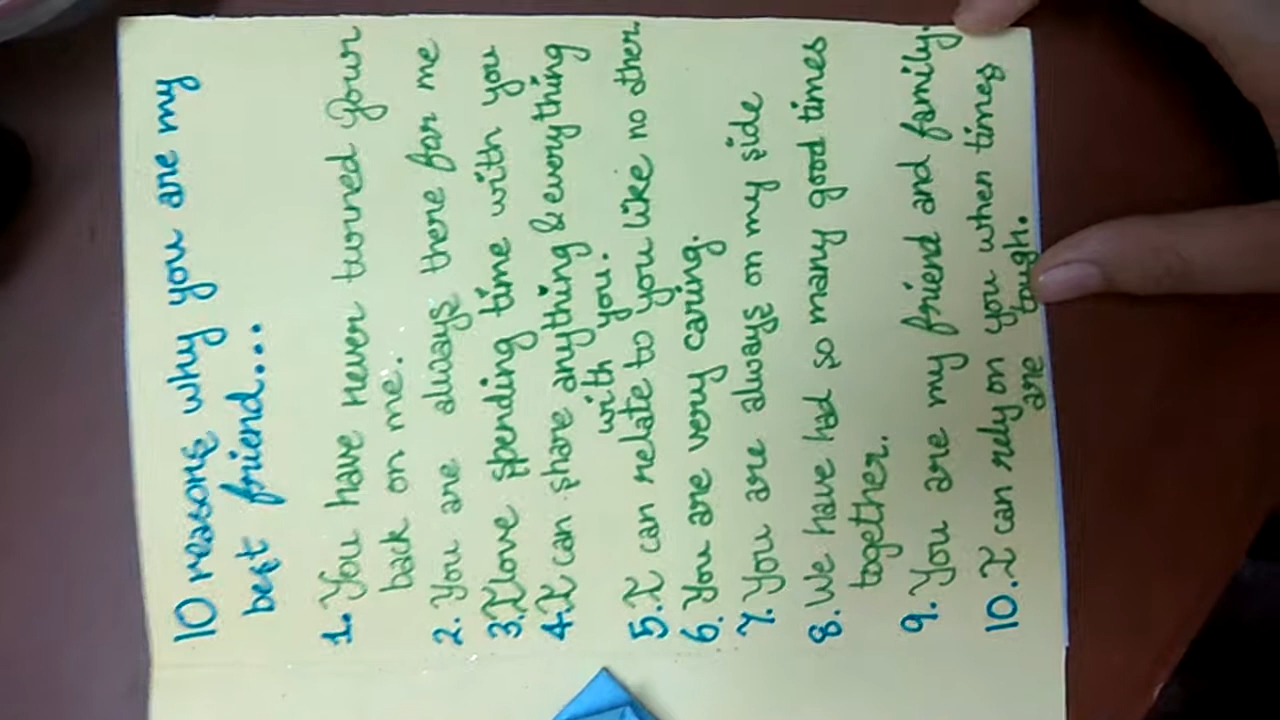 10 reasons why you are my
best friend...
1. You have never turned your
back on me.
2. You are always there for me
3. I love spending time with you
4. I can share anything & everything
with you.
5. I can relate to you like no other.
6. You are very caring.
7. You are always on my side
8. We have had so many good times
together.
9. You are my friend and family.
10. I can rely on you when times
are tough.